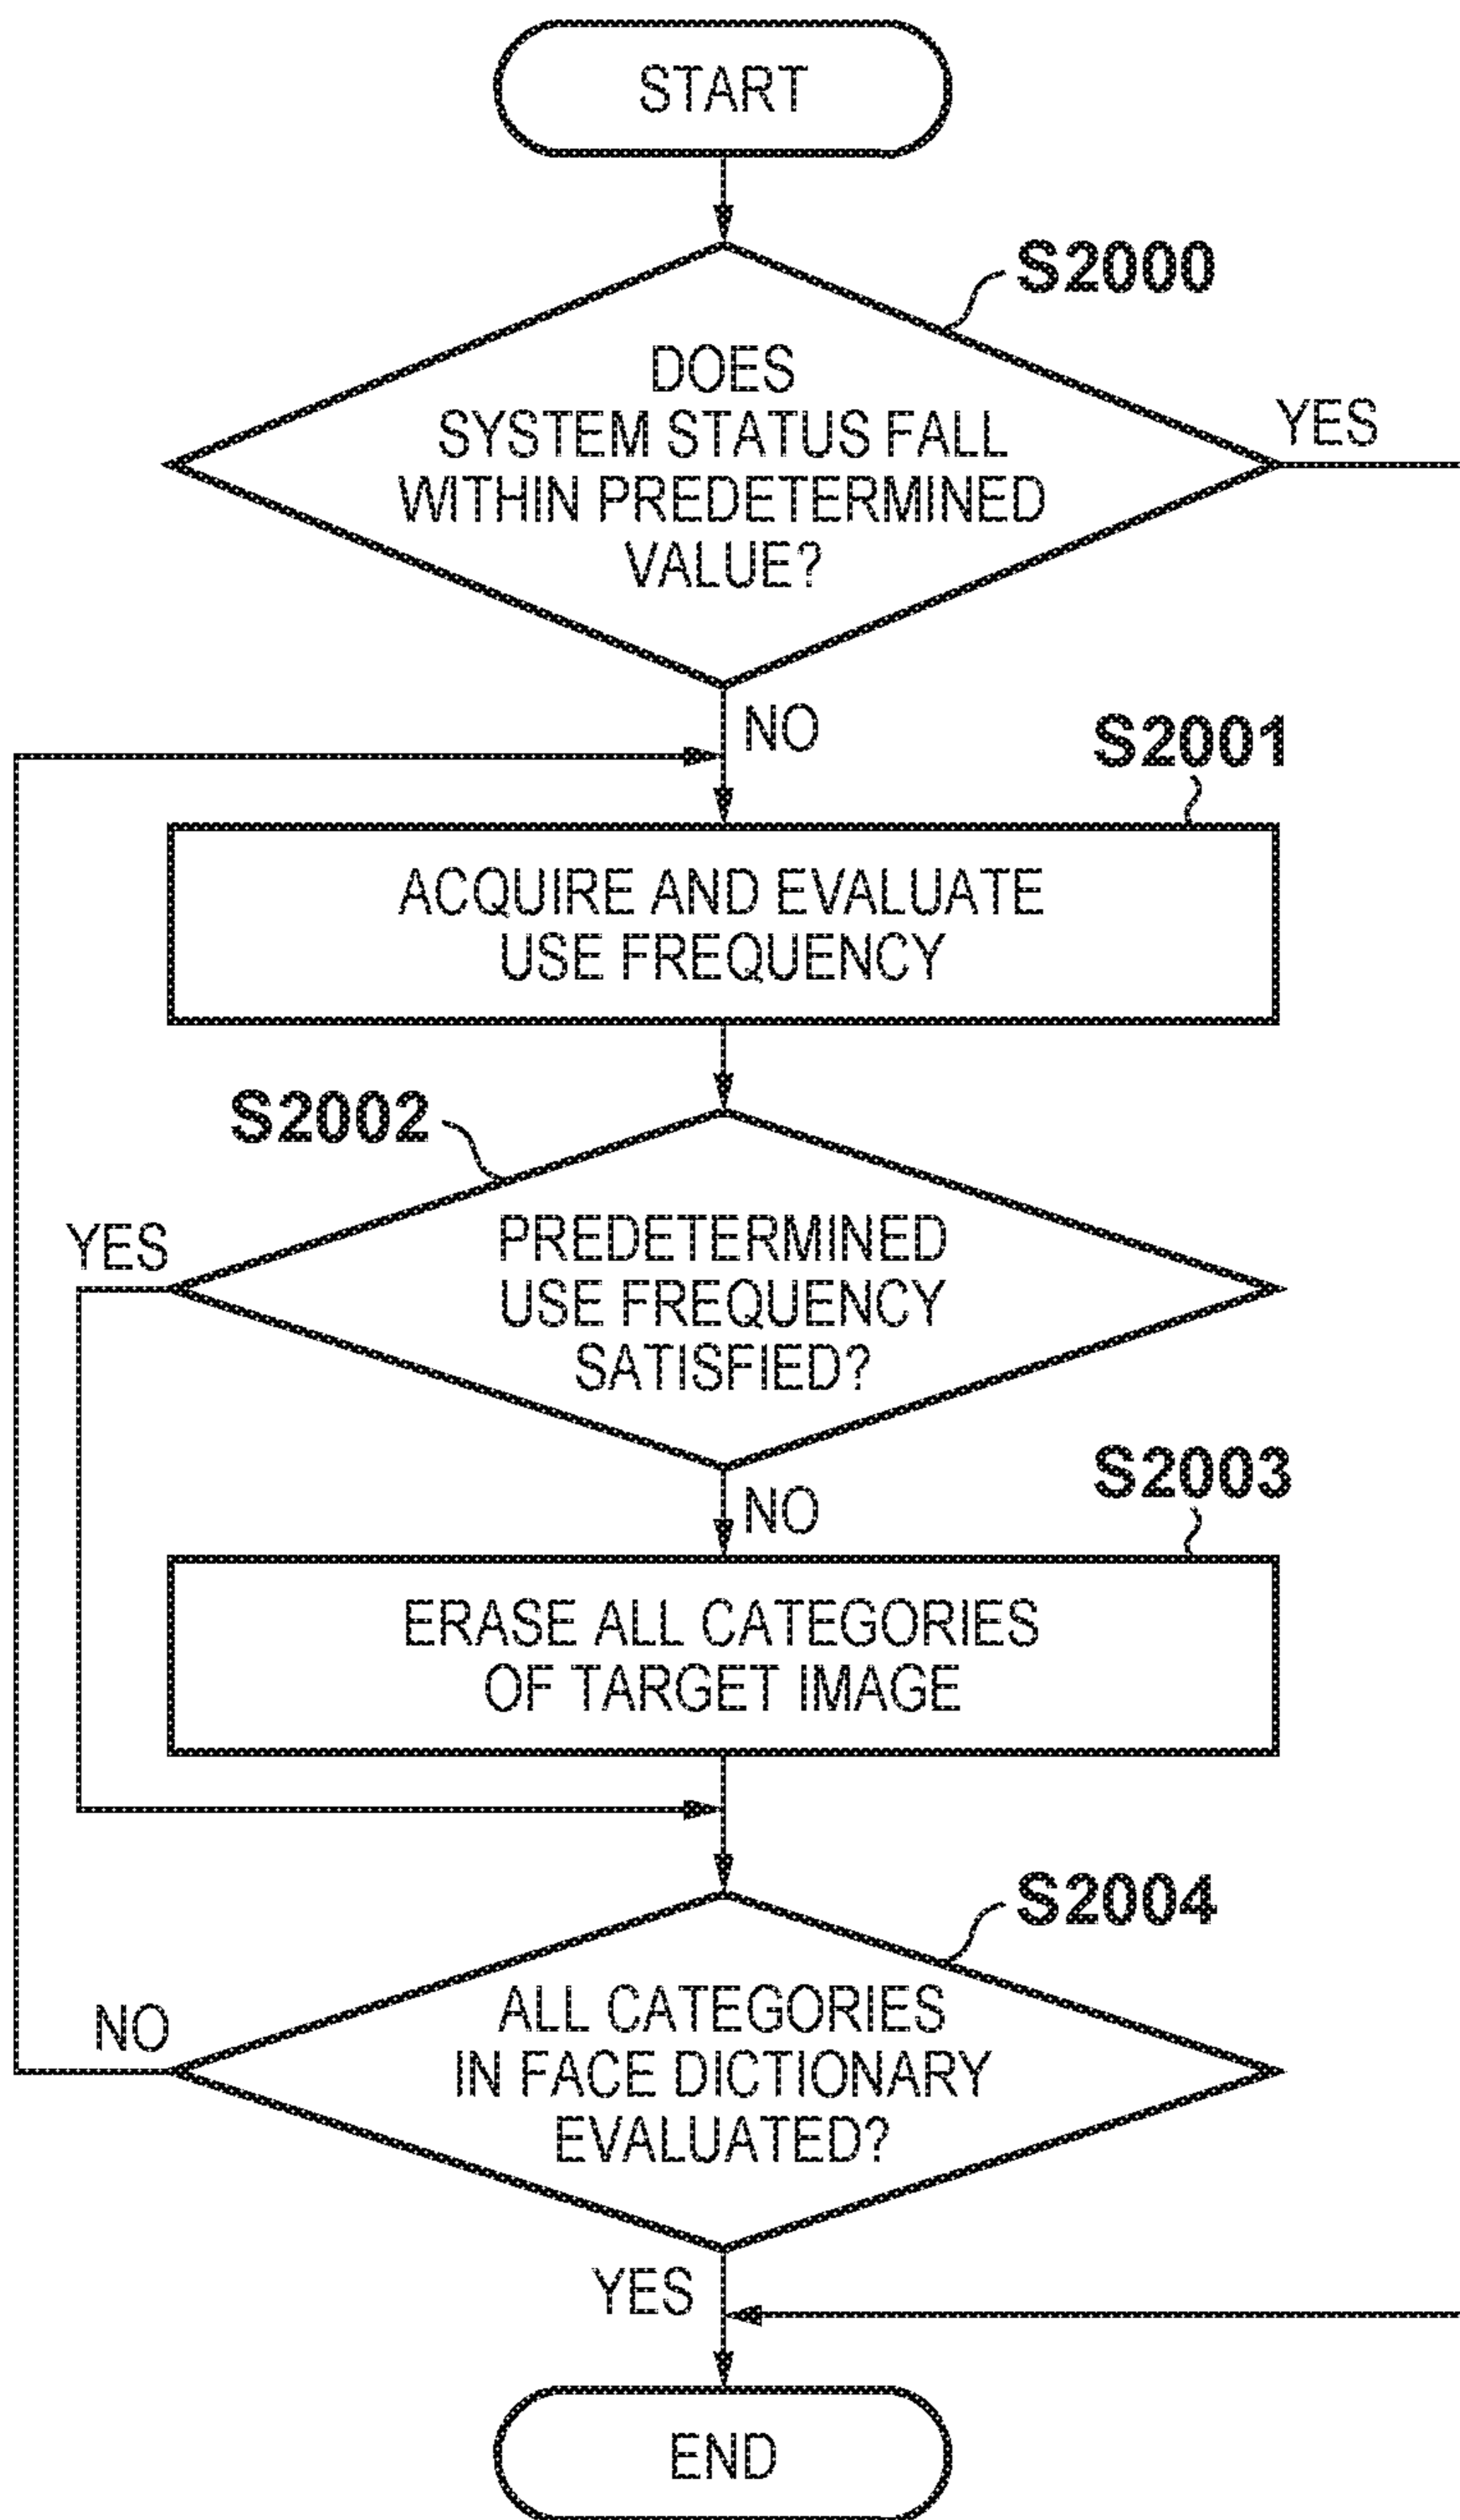 START
S2000
DOES
SYSTEM STATUS FALL
WITHIN PREDETERMINED
VALUE?
YES
NO
S2001
ACQUIRE AND EVALUATE
USE FREQUENCY
S2002
YES
PREDETERMINED
USE FREQUENCY
SATISFIED?
NO
S2003
ERASE ALL CATEGORIES
OF TARGET IMAGE
S2004
NO
ALL CATEGORIES
IN FACE DICTIONARY
EVALUATED?
YES
END